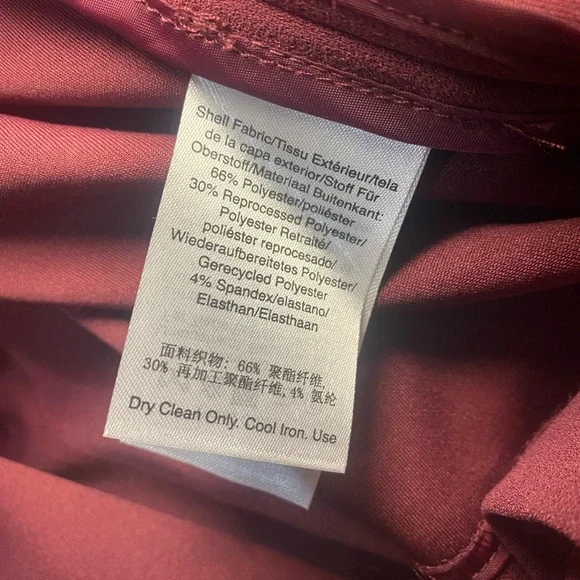 Shell Fabric/Tissu Extérieur/tela
de la capa exterior/Stoff Für
Oberstoff/Materiaal Buitenkant:
66% Polyester/poliéster
30% Reprocessed Polyester/
Polyester Retraité/
poliéster reprocesado/
Wiederaufbereitetes Polyester/
Gerecycled Polyester
4% Spandex/elastano/
Elasthan/Elasthaan
面料织物: 66% 聚酯纤维,
30% 再加工聚酯纤维,4% 氨纶
Dry Clean Only. Cool Iron. Use